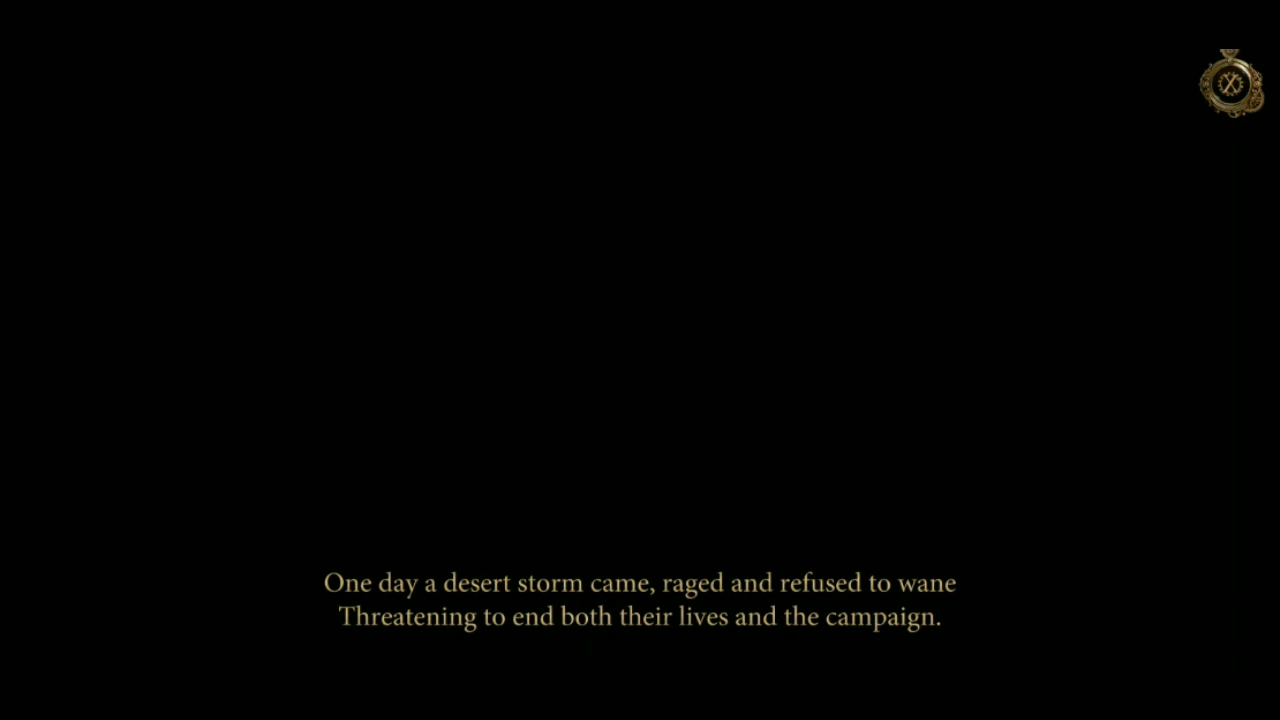 One day a desert storm came, raged and refused to wane
Threatening to end both their lives and the campaign.